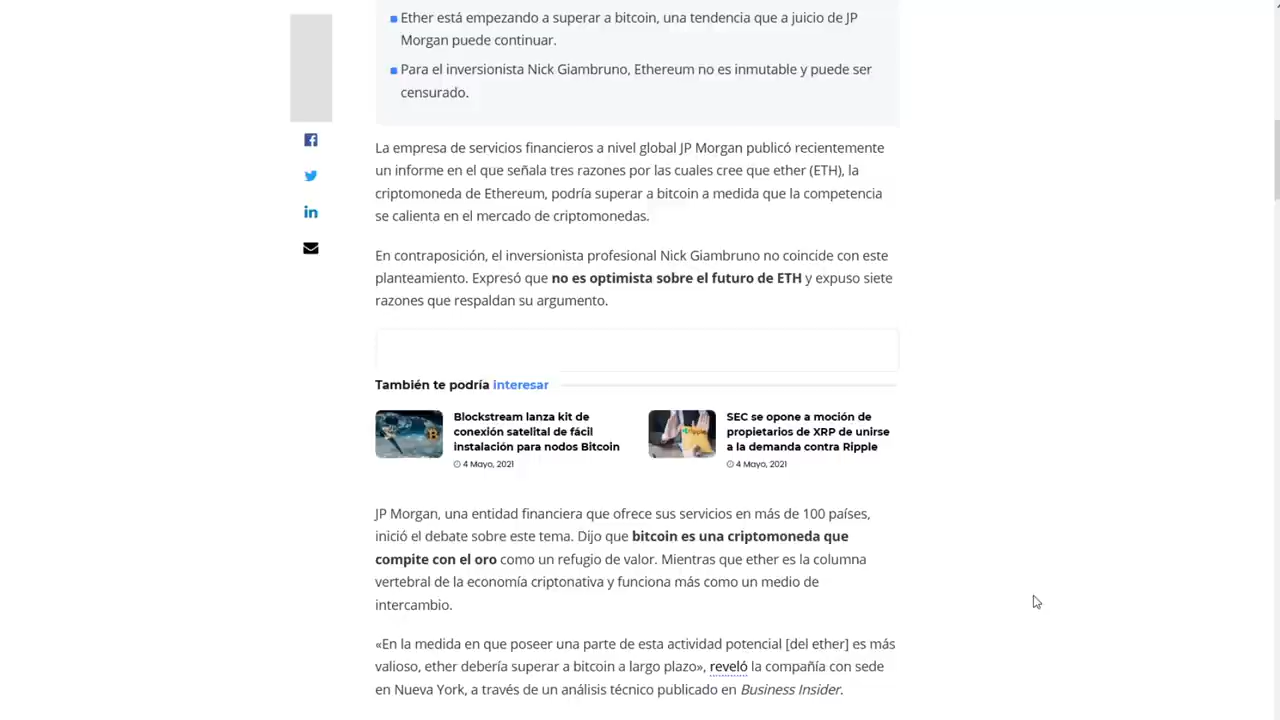 Ether está empezando a superar a bitcoin, una tendencia que a juicio de JP
Morgan puede continuar.
Para el inversionista Nick Giambruno, Ethereum no es inmutable y puede ser
censurado.
La empresa de servicios financieros a nivel global JP Morgan publicó recientemente
un informe en el que señala tres razones por las cuales cree que ether (ETH), la
criptomoneda de Ethereum, podría superar a bitcoin a medida que la competencia
se calienta en el mercado de criptomonedas.
En contraposición, el inversionista profesional Nick Giambruno no coincide con este
planteamiento. Expresó que no es optimista sobre el futuro de ETH y expuso siete
razones que respaldan su argumento.
También te podría interesar
Blockstream lanza kit de
conexión satelital de fácil
instalación para nodos Bitcoin
4 Mayo, 2021
SEC se opone a moción de
propietarios de XRP de unirse
a la demanda contra Ripple
4 Mayo, 2021
JP Morgan, una entidad financiera que ofrece sus servicios en más de 100 países,
inició el debate sobre este tema. Dijo que bitcoin es una criptomoneda que
compite con el oro como un refugio de valor. Mientras que ether es la columna
vertebral de la economía criptonativa y funciona más como un medio de
intercambio.
«En la medida en que poseer una parte de esta actividad potencial [del ether] es más
valioso, ether debería superar a bitcoin a largo plazo», reveló la compañía con sede
en Nueva York, a través de un análisis técnico publicado en Business Insider.